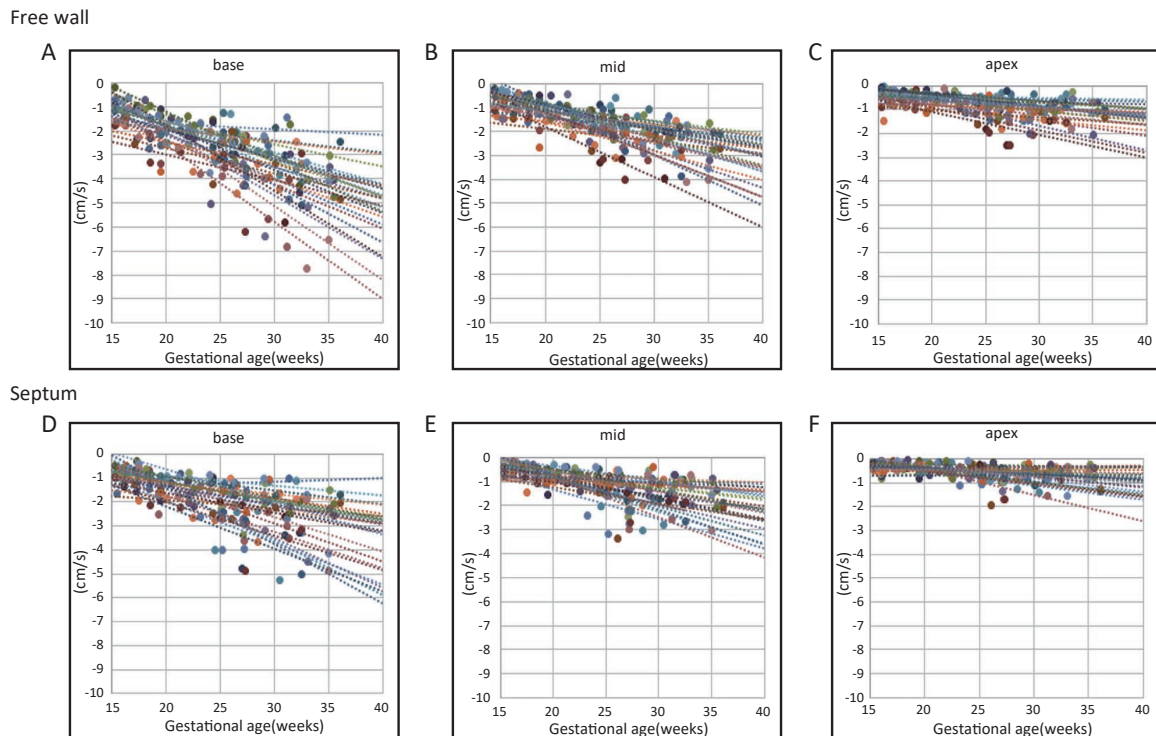 Free wall
A
base
0
-1
-2
-3
-4
-5
-6
-7
-8
-9
-10
(cm/s)
15 20 25 30 35 40
Gestational age(weeks)
B
mid
0
-1
-2
-3
-4
-5
-6
-7
-8
-9
-10
(cm/s)
15 20 25 30 35 40
Gestational age(weeks)
C
apex
0
-1
-2
-3
-4
-5
-6
-7
-8
-9
-10
(cm/s)
15 20 25 30 35 40
Gestational age(weeks)
Septum
D
base
0
-1
-2
-3
-4
-5
-6
-7
-8
-9
-10
(cm/s)
15 20 25 30 35 40
Gestational age(weeks)
E
mid
0
-1
-2
-3
-4
-5
-6
-7
-8
-9
-10
(cm/s)
15 20 25 30 35 40
Gestational age(weeks)
F
apex
0
-1
-2
-3
-4
-5
-6
-7
-8
-9
-10
(cm/s)
15 20 25 30 35 40
Gestational age(weeks)